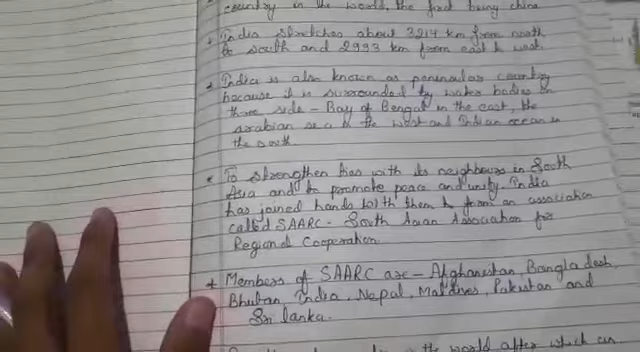 country in the world, the first being china
India stretches about 3214 km from north
to south and 2933 km from east to west.
India is also known as peninsular country
because it is surrounded by water bodies on
three side - Bay of Bengal in the east, the
arabian sea in the west and Indian ocean in
the south.
To strengthen ties with its neighbours in South
Asia and to promote peace and unity. India
has joined hands with them to form an association
called SAARC - South Asian Association for
Regional Cooperation
Members of SAARC are - Afghanistan, Bangladesh,
Bhutan, India, Nepal, Maldives, Pakistan and
Sri lanka.
the world after which an